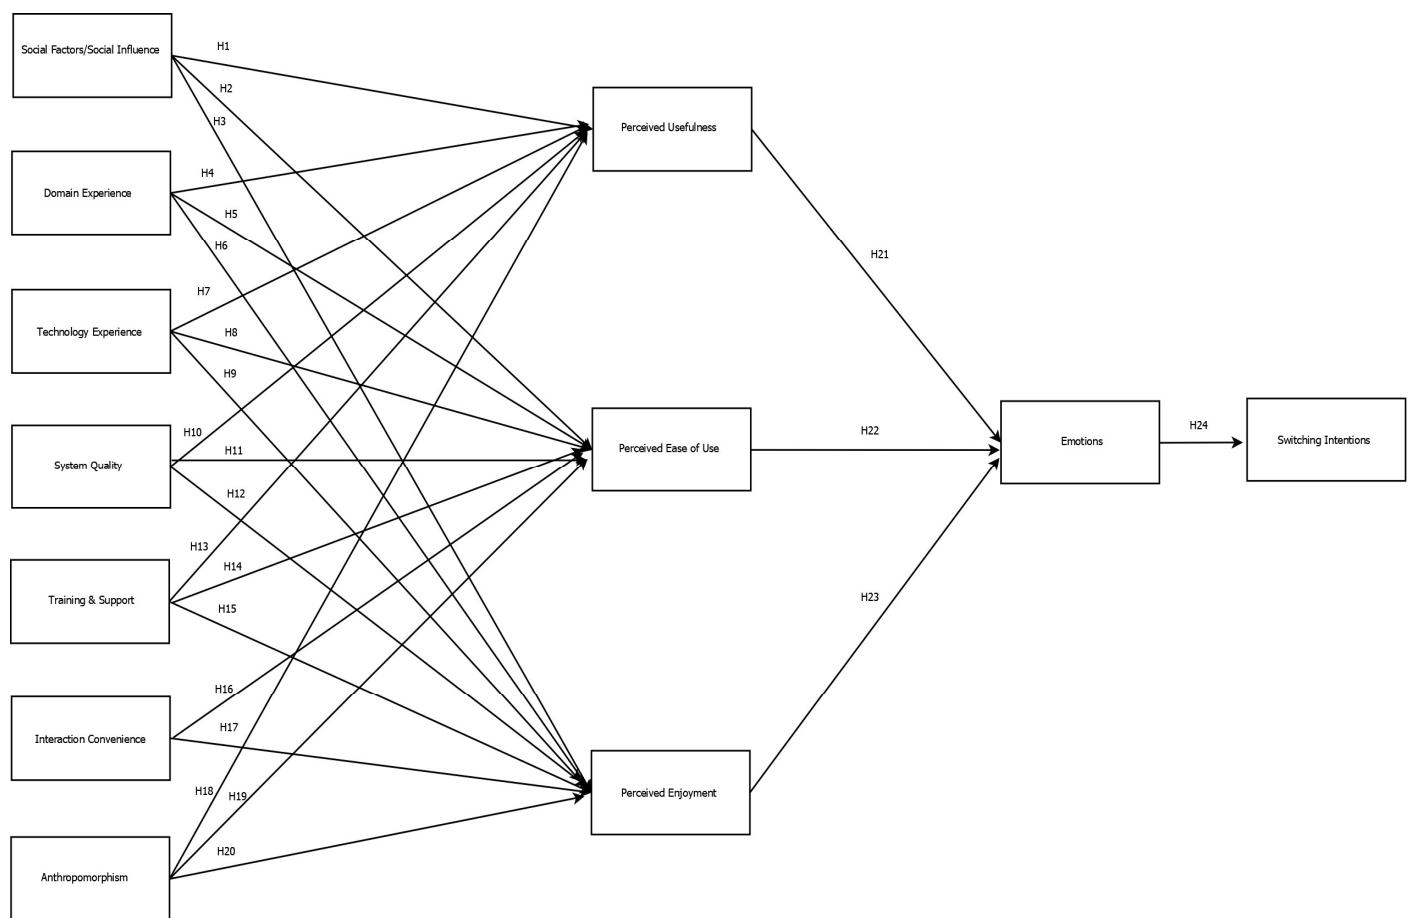 Social Factors/Social Influence
H1
H2
H3
Perceived Usefulness
Domain Experience
H4
H5
H6
H21
Technology Experience
H7
H8
H9
System Quality
H10
H11
H12
Perceived Ease of Use
H22
Emotions
H24
Switching Intentions
Training & Support
H13
H14
H15
H23
Interaction Convenience
H16
H17
Perceived Enjoyment
Anthropomorphism
H18
H19
H20